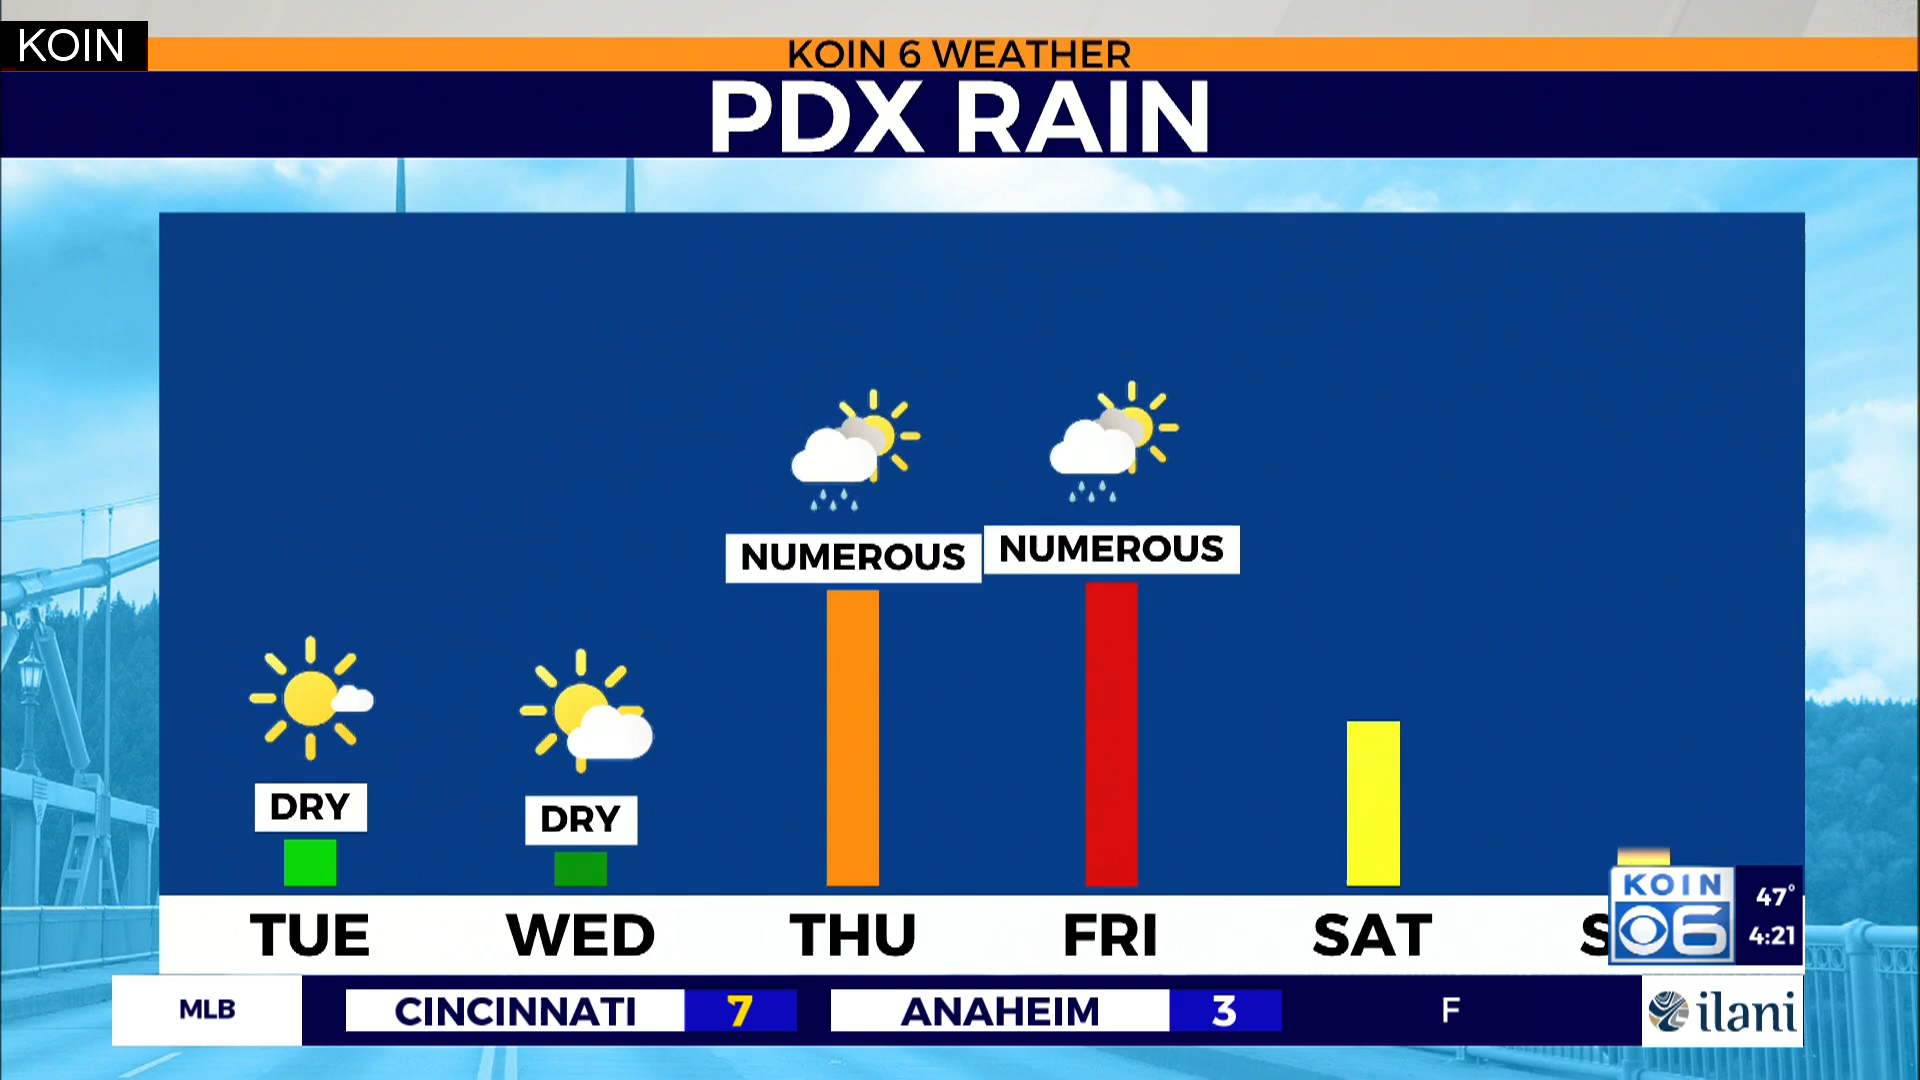 KOIN
KOIN 6 WEATHER
PDX RAIN
NUMEROUS
NUMEROUS
DRY
DRY
TUE
WED
THU
FRI
SAT
S
KOIN
6
47°
4:21
MLB
CINCINNATI 7
ANAHEIM 3
F
ilani